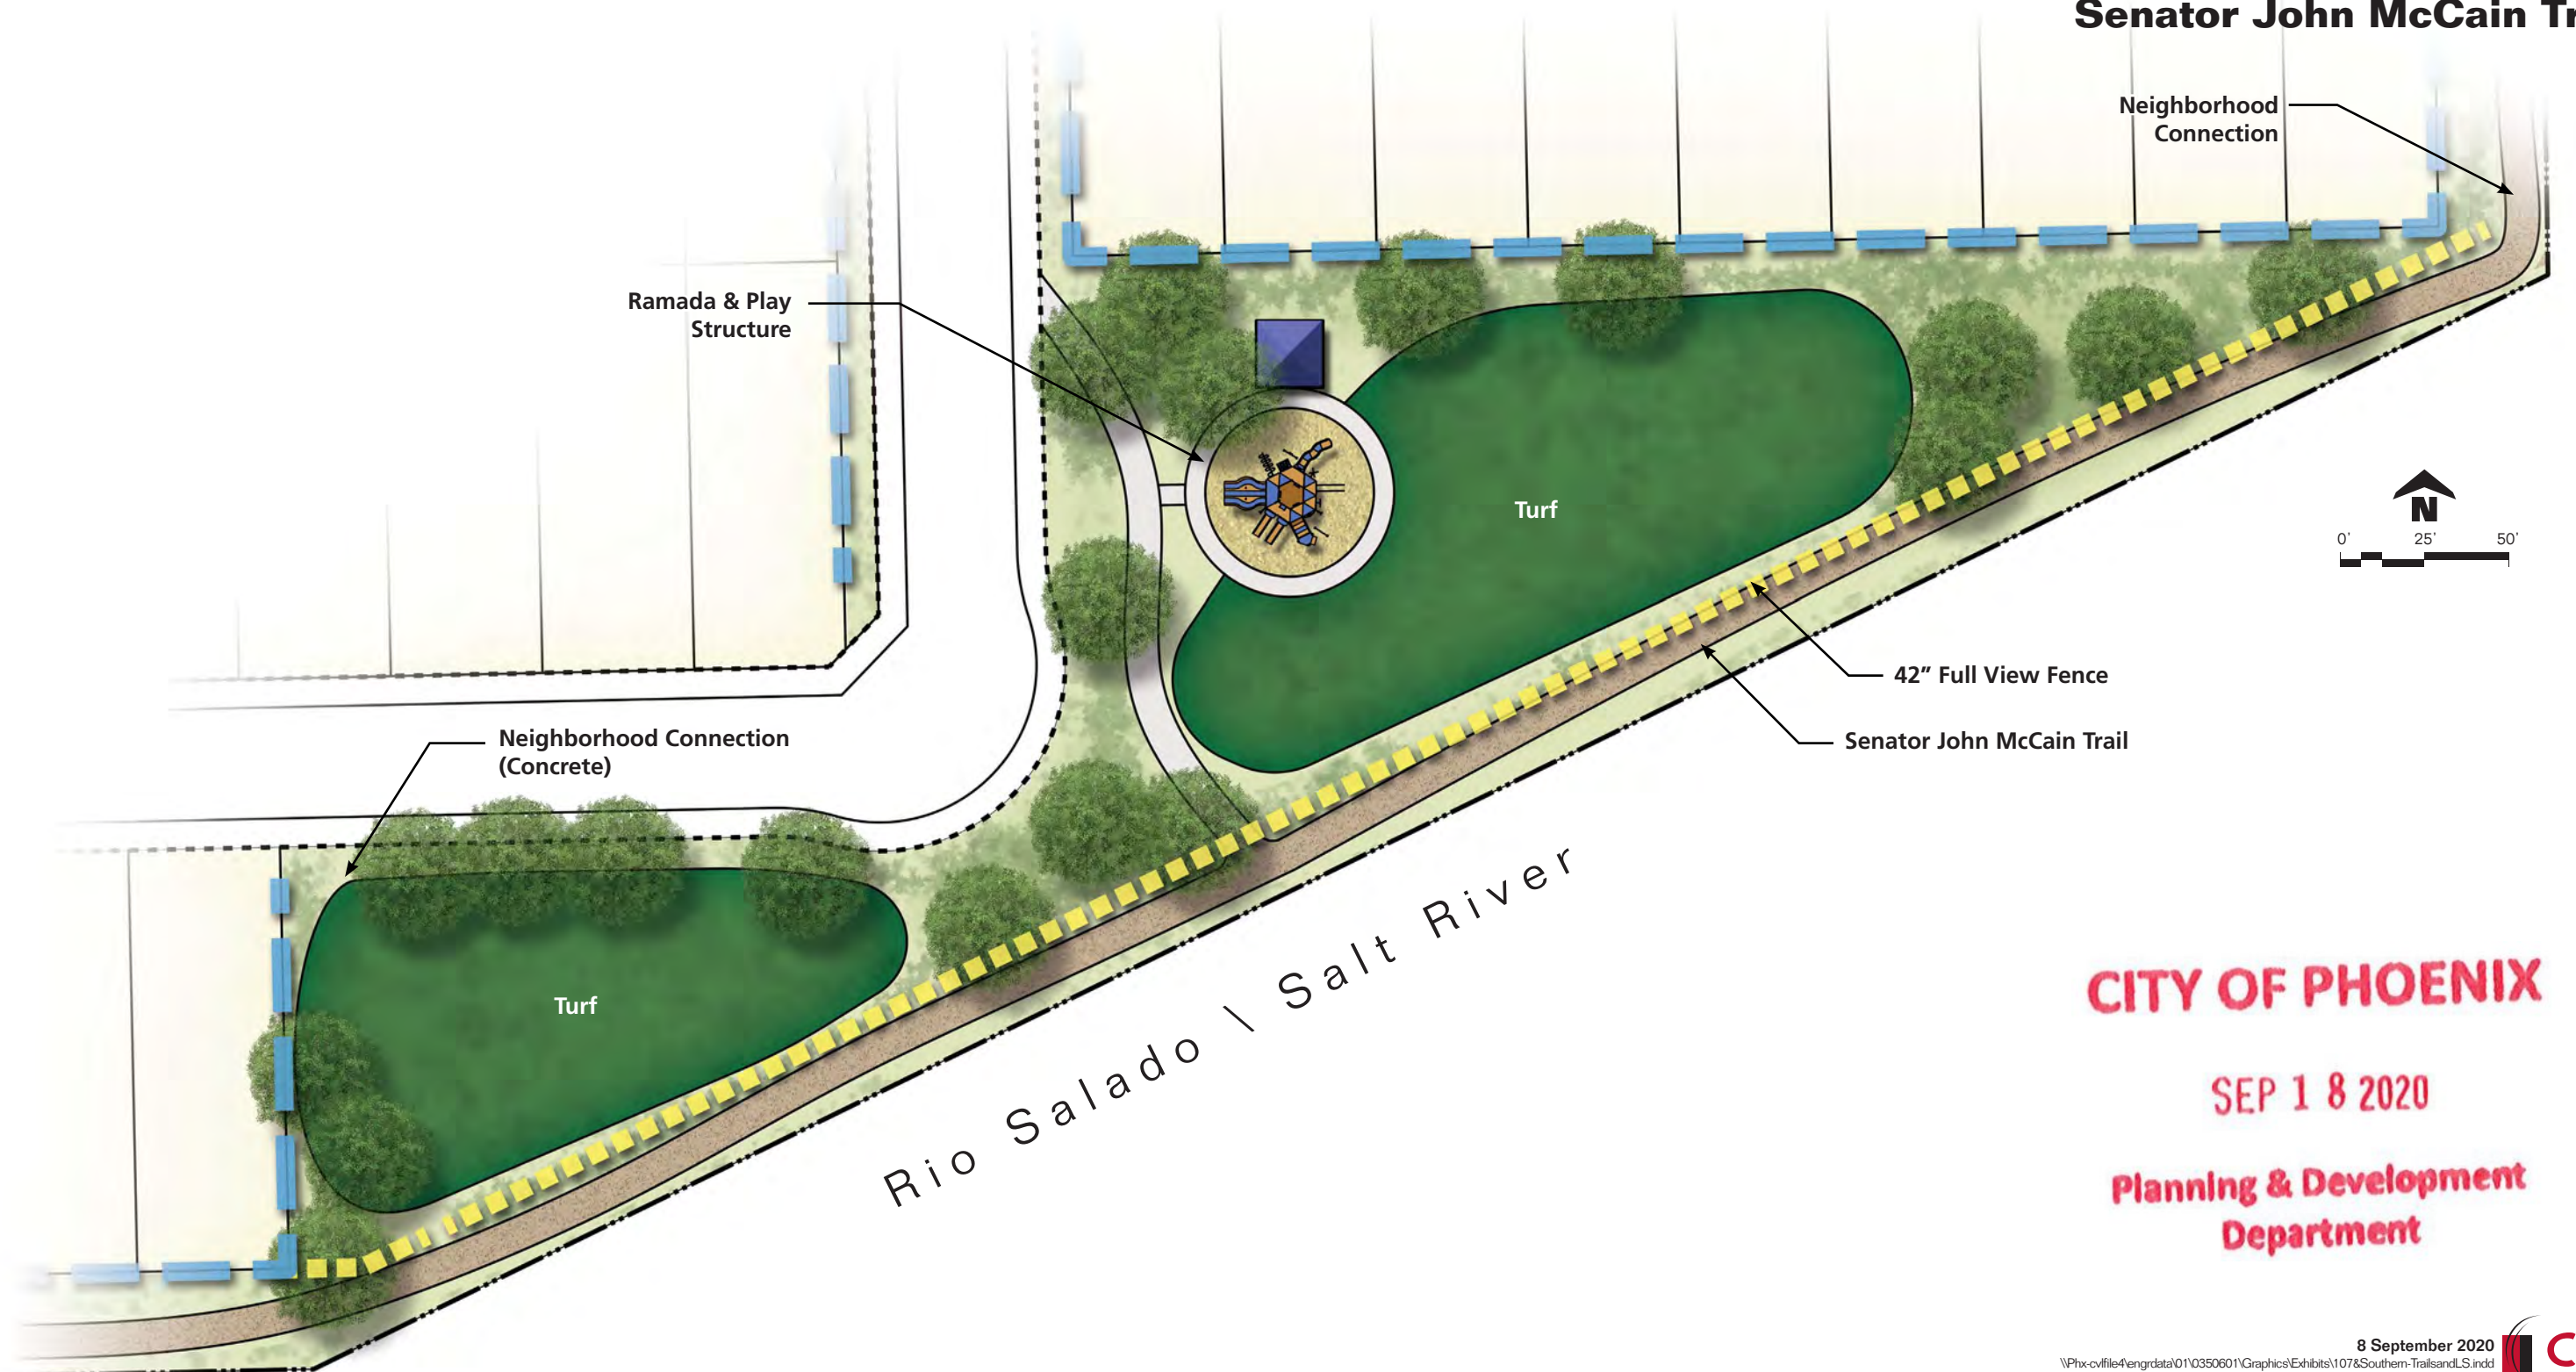 Senator John McCain Tr
Neighborhood
Connection
Ramada & Play
Structure
Turf
N
0' 25' 50'
42” Full View Fence
Senator John McCain Trail
Neighborhood Connection
(Concrete)
Turf
Rio Salado \ Salt River
CITY OF PHOENIX
SEP 1 8 2020
Planning & Development
Department
8 September 2020
\\Phx-cvlfile4\engrdata\01\0350601\Graphics\Exhibits\107&Southern-TrailsandLS.indd